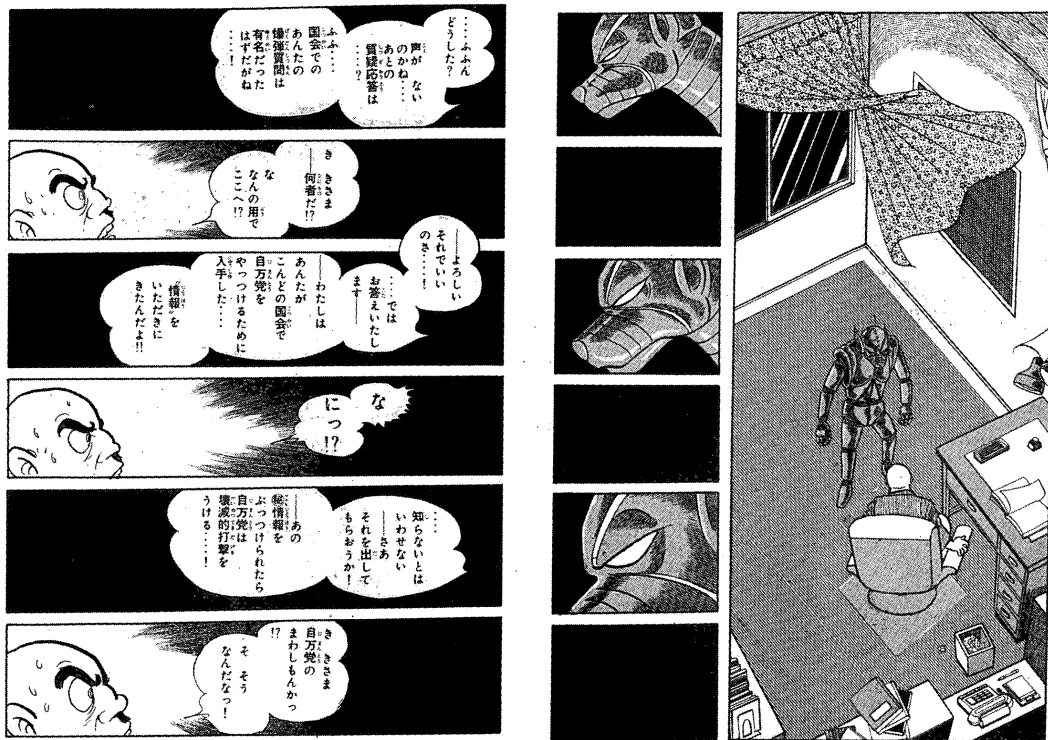 ‥‥ふふん
どうした?
声が ない
のかね‥‥
あとの
質疑応答は
‥‥?
ふふ‥‥
国会での
あんたの
爆弾質問は
有名だった
はずだがね
‥‥!
き きさま
──何者だ!?
な
なんの用で
ここへ!?
──よろしい
それでいい
のさ‥‥!
‥‥では
お答えいたし
ます──
──わたしは
あんたが
こんどの国会で
自万党を
やっつけるために
入手した‥‥
“情報”を
いただきに
きたんだよ!!
な
にっ!?
‥‥
知らないとは
いわせない
──さあ
それを出して
もらおうか!
──あの
㊙情報を
ぶっつけられたら
自万党は
壊滅的打撃を
うける‥‥!
き きさま
自万党の
まわしもんかっ
!?
そ そう
なんだなっ!